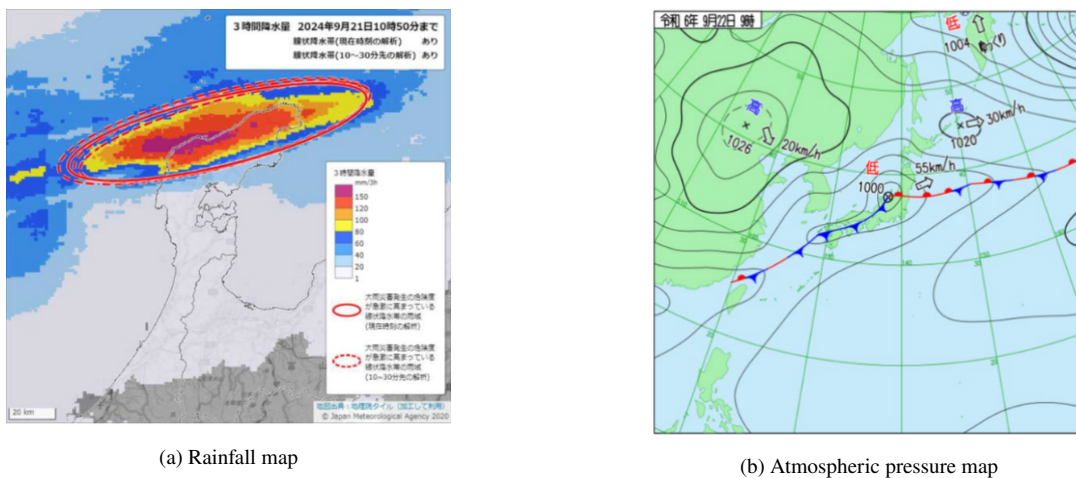 3時間降水量 2024年9月21日10時50分まで
線状降水帯(現在時刻の解析) あり
線状降水帯(10~30分先の解析) あり
3時間降水量
mm/3h
150
120
100
80
60
40
20
1
大雨災害発生の危険度
が急激に高まっている
線状降水帯の雨域
(現在時刻の解析)
大雨災害発生の危険度
が急激に高まっている
線状降水帯の雨域
(10~30分先の解析)
20 km
地図出典:地理院タイル(加工して利用)
© Japan Meteorological Agency 2020
(a) Rainfall map
令和 6年 9月22日 9時
低
1004
ゆっくり
高
1026
20km/h
高
1020
30km/h
低
1000
55km/h
(b) Atmospheric pressure map